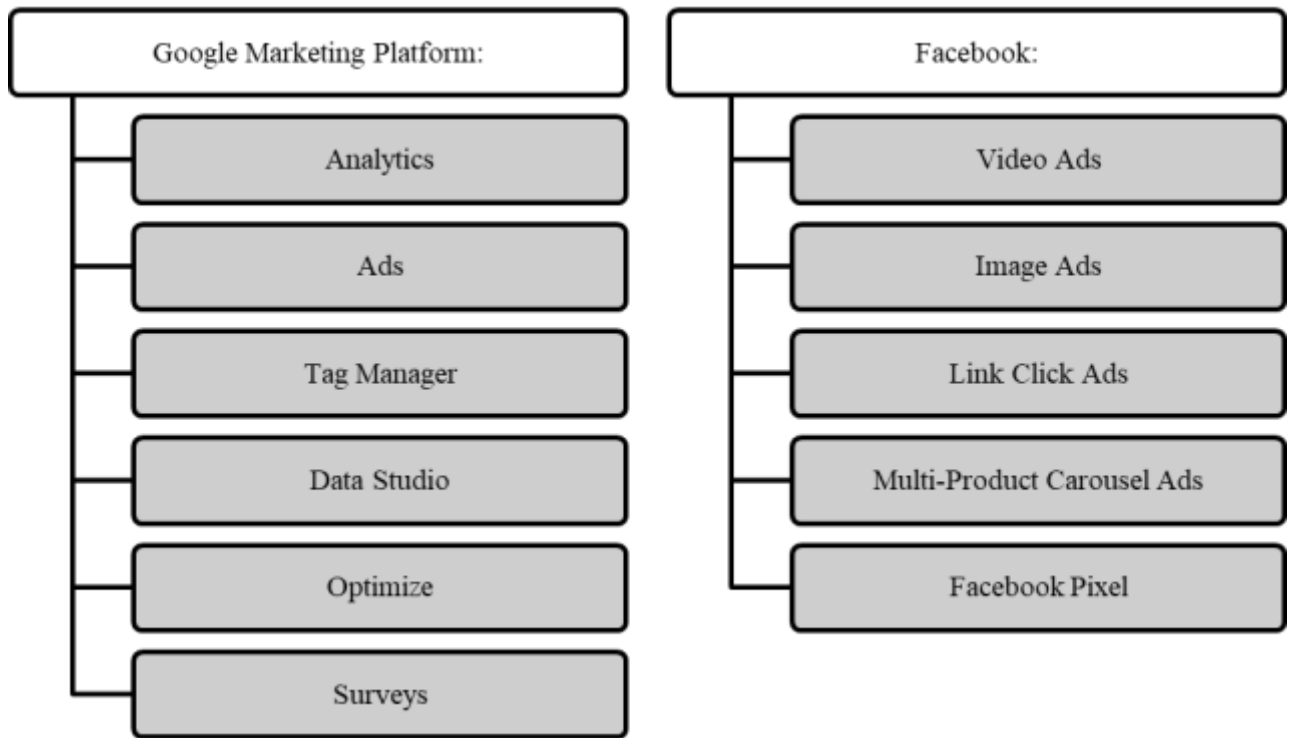 Google Marketing Platform:
Analytics
Ads
Tag Manager
Data Studio
Optimize
Surveys
Facebook:
Video Ads
Image Ads
Link Click Ads
Multi-Product Carousel Ads
Facebook Pixel